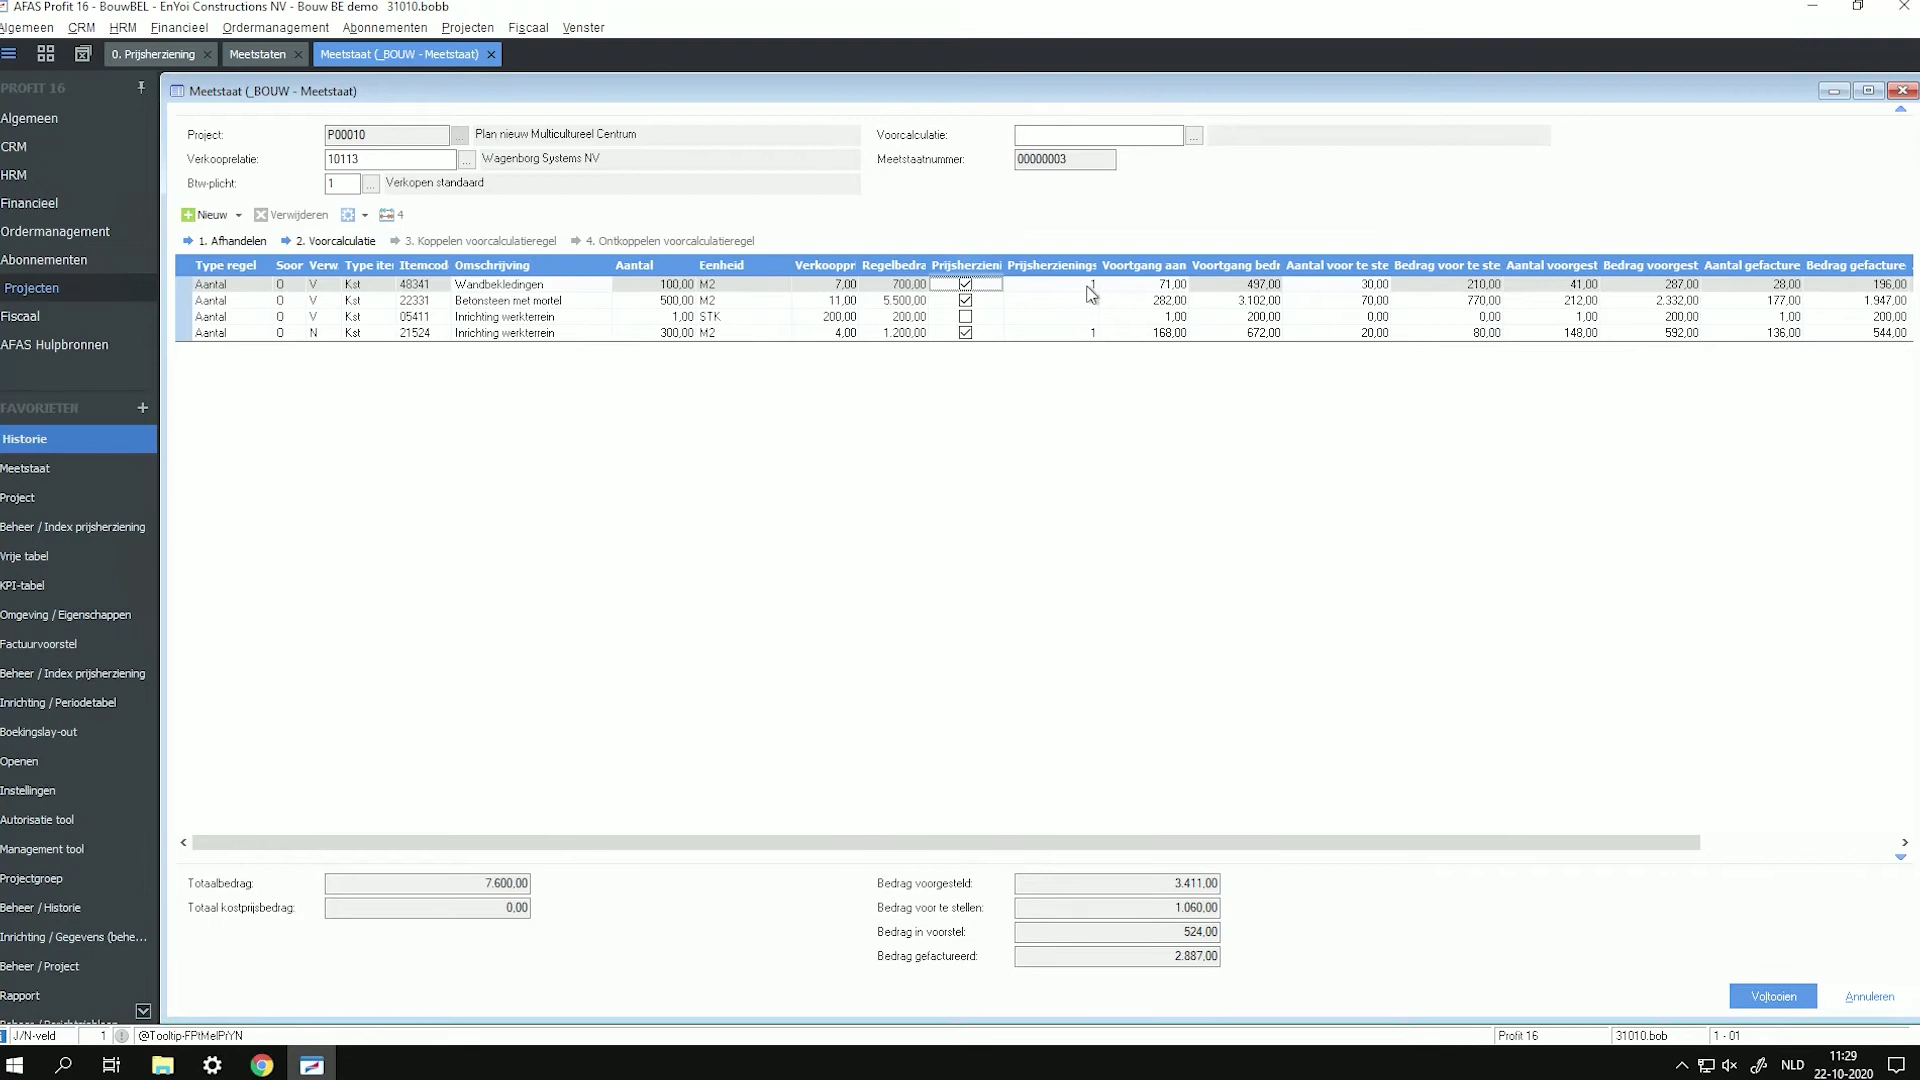 AFAS Profit 16 - BouwBEL - EnYoi Constructions NV - Bouw BE demo 31010.bobb
Algemeen CRM HRM Financieel Ordermanagement Abonnementen Projecten Fiscaal Venster
0. Prijsherziening Meetstaten Meetstaat (_BOUW - Meetstaat)
PROFIT 16
Algemeen
CRM
HRM
Financieel
Ordermanagement
Abonnementen
Projecten
Fiscaal
AFAS Hulpbronnen
FAVORIETEN
Historie
Meetstaat
Project
Beheer / Index prijsherziening
Vrije tabel
KPI-tabel
Omgeving / Eigenschappen
Factuurvoorstel
Beheer / Index prijsherziening
Inrichting / Periodetabel
Boekingslay-out
Openen
Instellingen
Autorisatie tool
Management tool
Projectgroep
Beheer / Historie
Inrichting / Gegevens (behe...
Beheer / Project
Rapport
Meetstaat (_BOUW - Meetstaat)
Project: P00010 ... Plan nieuw Multicultureel Centrum Voorcalculatie: ...
Verkooprelatie: 10113 ... Wagenborg Systems NV Meetstaatnummer: 00000003
Btw-plicht: 1 ... Verkopen standaard
Nieuw Verwijderen 4
1. Afhandelen 2. Voorcalculatie 3. Koppelen voorcalculatieregel 4. Ontkoppelen voorcalculatieregel
Type regel Soor Verw. Type iter Itemcod Omschrijving Aantal Eenheid Verkooppr Regelbedra Prijsherzieni Prijsherzienings Voortgang aan Voortgang bedr Aantal voor te ste Bedrag voor te ste Aantal voorgest Bedrag voorgest Aantal gefacture Bedrag gefacture
Aantal O V Kst 48341 Wandbekledingen 100,00 M2 7,00 700,00 1 71,00 497,00 30,00 210,00 41,00 287,00 28,00 196,00
Aantal O V Kst 22331 Betonsteen met mortel 500,00 M2 11,00 5.500,00 282,00 3.102,00 70,00 770,00 212,00 2.332,00 177,00 1.947,00
Aantal O V Kst 05411 Inrichting werkterrein 1,00 STK 200,00 200,00 1,00 200,00 0,00 0,00 1,00 200,00 1,00 200,00
Aantal O N Kst 21524 Inrichting werkterrein 300,00 M2 4,00 1.200,00 1 168,00 672,00 20,00 80,00 148,00 592,00 136,00 544,00
Totaalbedrag: 7.600,00 Bedrag voorgesteld: 3.411,00
Totaal kostprijsbedrag: 0,00 Bedrag voor te stellen: 1.060,00
Bedrag in voorstel: 524,00
Bedrag gefactureerd: 2.887,00
Voltooien Annuleren
J/N-veld 1 @Tooltip-FPtMelPrYN Profit 16 31010.bob 1 - 01
NLD 11:29
22-10-2020